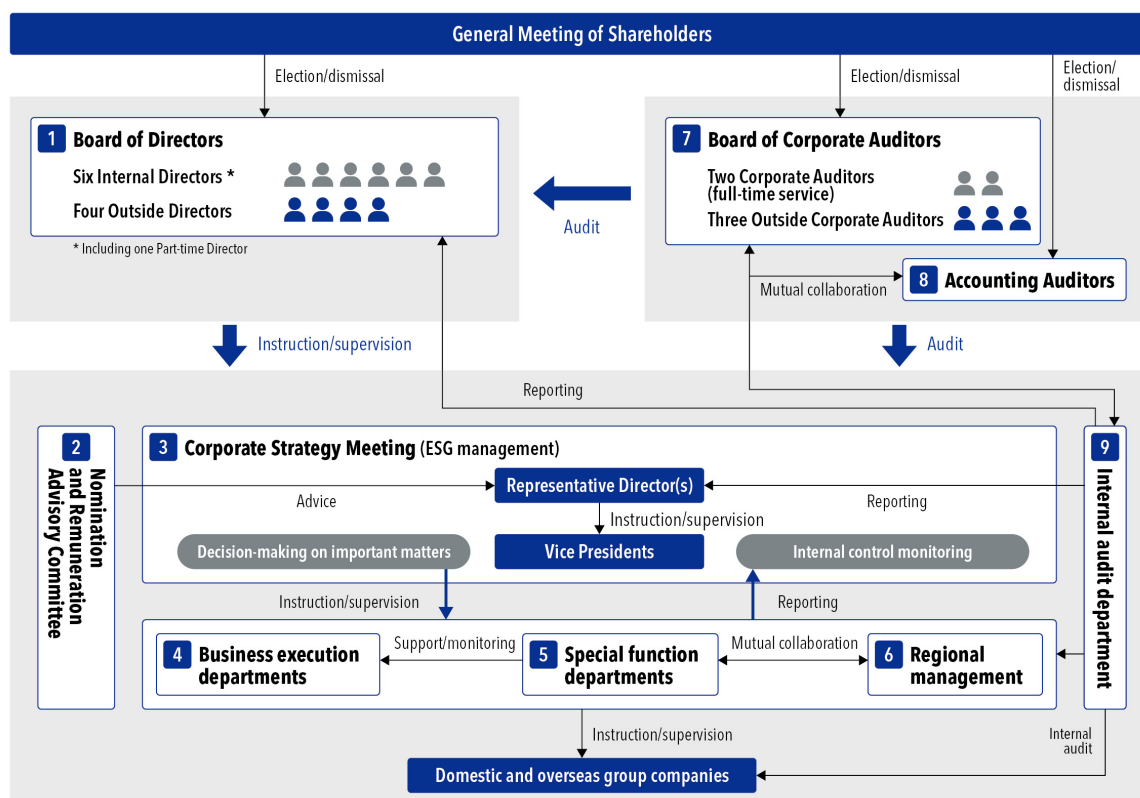 General Meeting of Shareholders
Election/dismissal
Election/dismissal
Election/
dismissal
1 Board of Directors
Six Internal Directors *
Four Outside Directors
* Including one Part-time Director
Audit
7 Board of Corporate Auditors
Two Corporate Auditors
(full-time service)
Three Outside Corporate Auditors
Mutual collaboration
8 Accounting Auditors
Instruction/supervision
Audit
Reporting
2 Nomination
and Remuneration
Advisory Committee
3 Corporate Strategy Meeting (ESG management)
Advice
Representative Director(s)
Reporting
Instruction/supervision
Decision-making on important matters
Vice Presidents
Internal control monitoring
Instruction/supervision
Reporting
4 Business execution
departments
Support/monitoring
5 Special function
departments
Mutual collaboration
6 Regional
management
9 Internal audit department
Instruction/supervision
Internal
audit
Domestic and overseas group companies